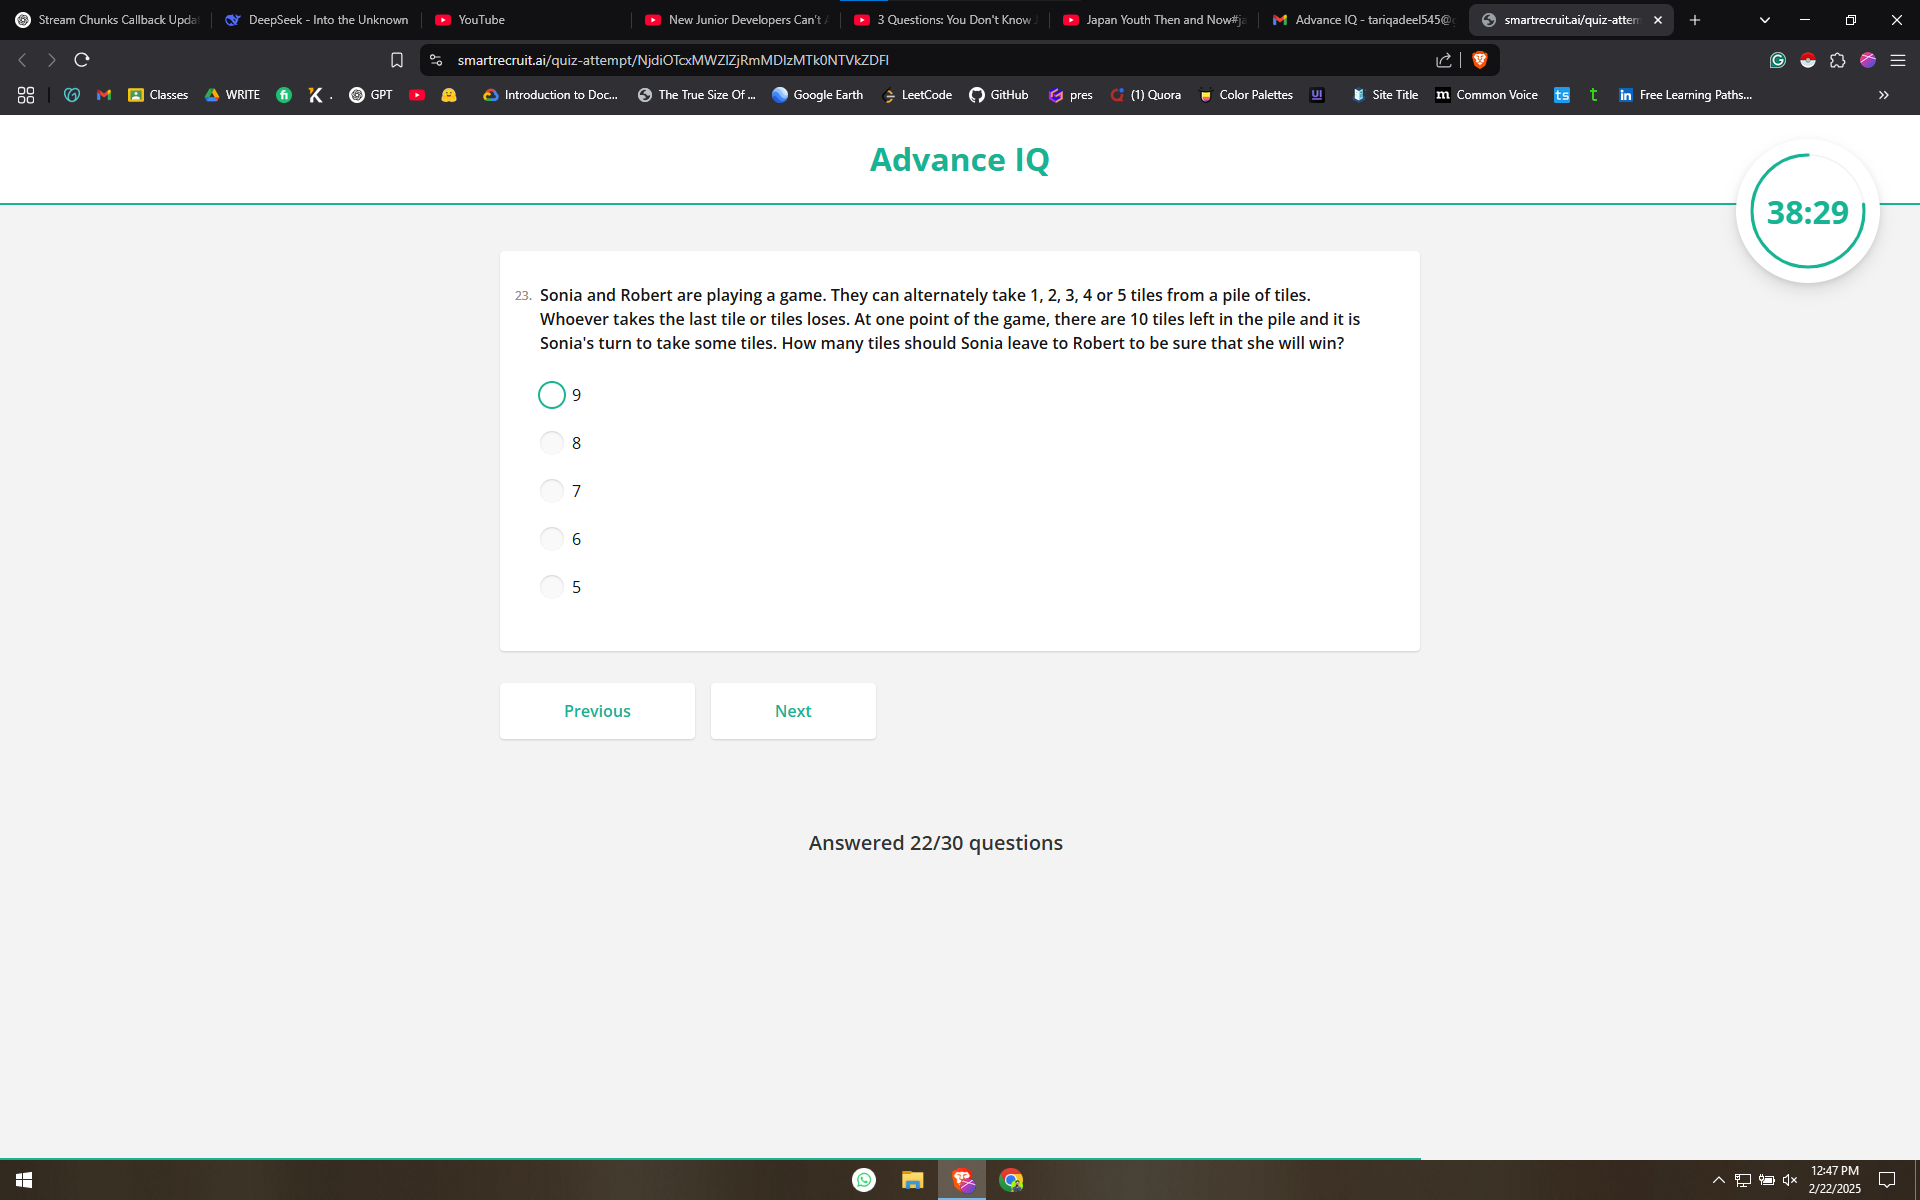 Stream Chunks Callback Upda
DeepSeek - Into the Unknown
YouTube
New Junior Developers Can't
3 Questions: You Don't Know
Japan Youth Then and Now#ja
Advance IQ - tariqadeel545@
smartrecruit.ai/quiz-attem
smartrecruit.ai/quiz-attempt/
Classes
WRITE
K .
GPT
Introduction to Doc...
The True Size Of ...
Google Earth
LeetCode
GitHub
pres
(1) Quora
Color Palettes
UI
Site Title
m
Common Voice
ts
t
in
Free Learning Paths...
Advance IQ
38:29
23. Sonia and Robert are playing a game. They can alternately take 1, 2, 3, 4 or 5 tiles from a pile of tiles.
Whoever takes the last tile or tiles loses. At one point of the game, there are 10 tiles left in the pile and it is
Sonia's turn to take some tiles. How many tiles should Sonia leave to Robert to be sure that she will win?
9
8
7
6
5
Previous
Next
Answered 22/30 questions
12:47 PM
2/22/2025